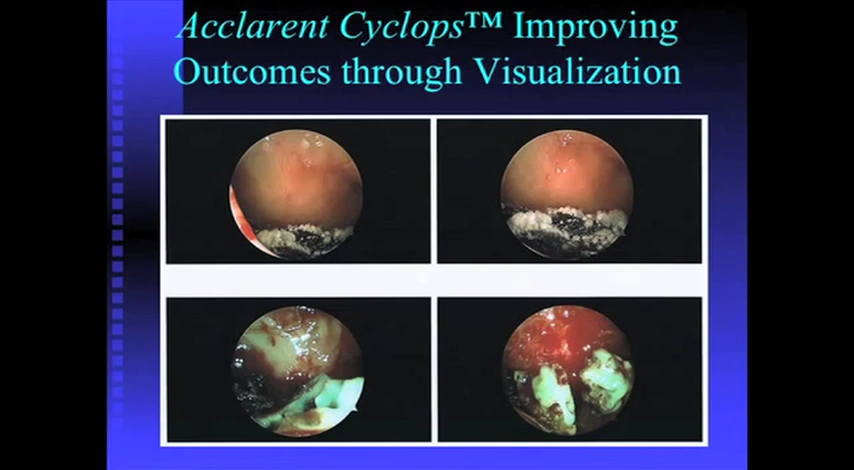 Acclarent Cyclops™ Improving
Outcomes through Visualization